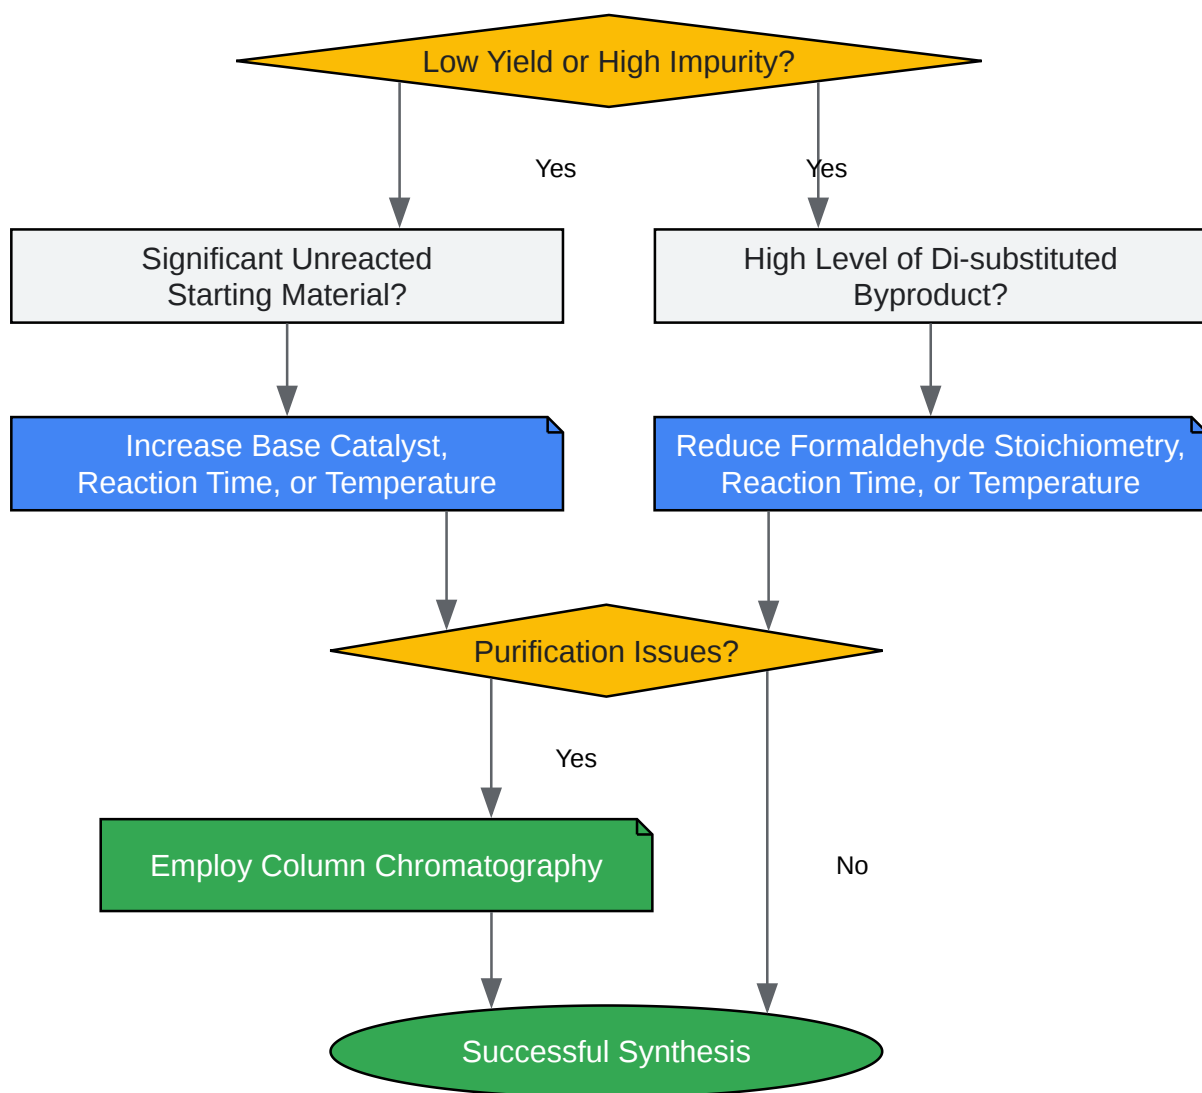 Low Yield or High Impurity?
Yes
Yes
Significant Unreacted
Starting Material?
High Level of Di-substituted
Byproduct?
Increase Base Catalyst,
Reaction Time, or Temperature
Reduce Formaldehyde Stoichiometry,
Reaction Time, or Temperature
Purification Issues?
Yes
Employ Column Chromatography
No
Successful Synthesis